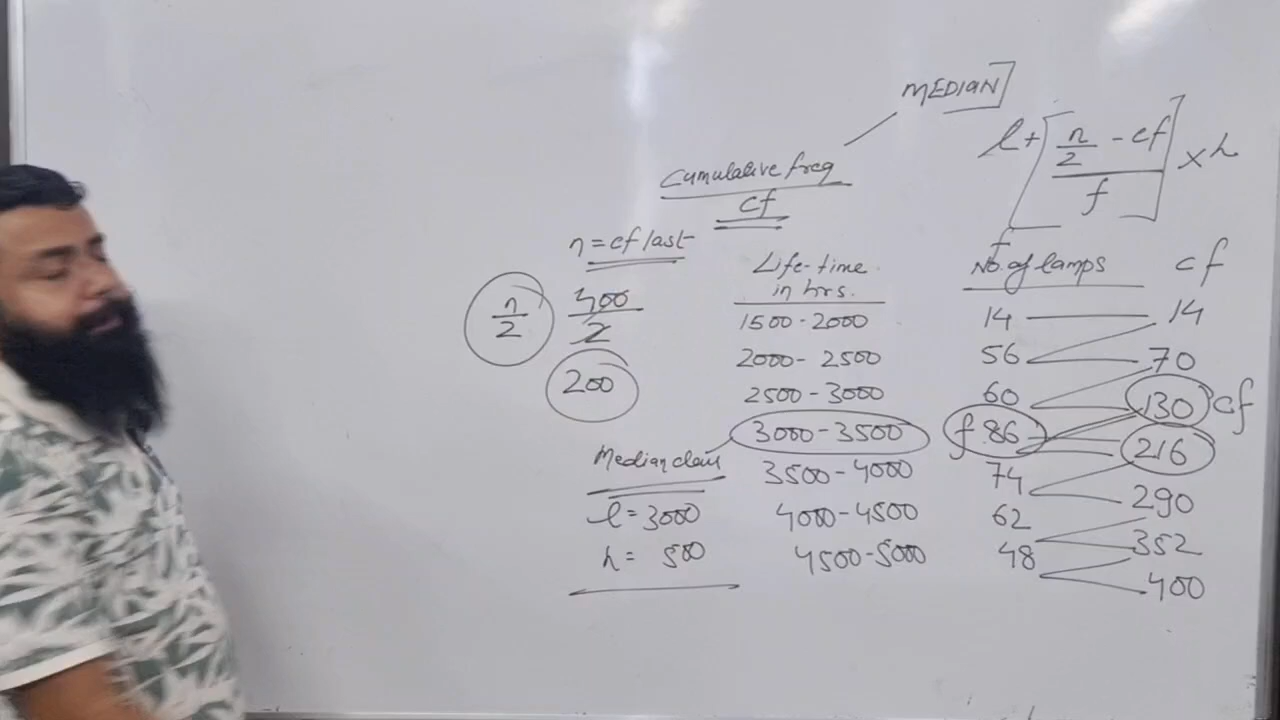 MEDIAN
l + [n/2 - cf / f] × h
Cumulative freq
cf
n = cf last
n/2 400/2
200
Life-time in hrs. f No. of lamps cf
1500-2000 14 14
2000-2500 56 70
2500-3000 60 130 cf
3000-3500 f 86 216
3500-4000 74 290
4000-4500 62 352
4500-5000 48 400
Median class
l = 3000
h = 500